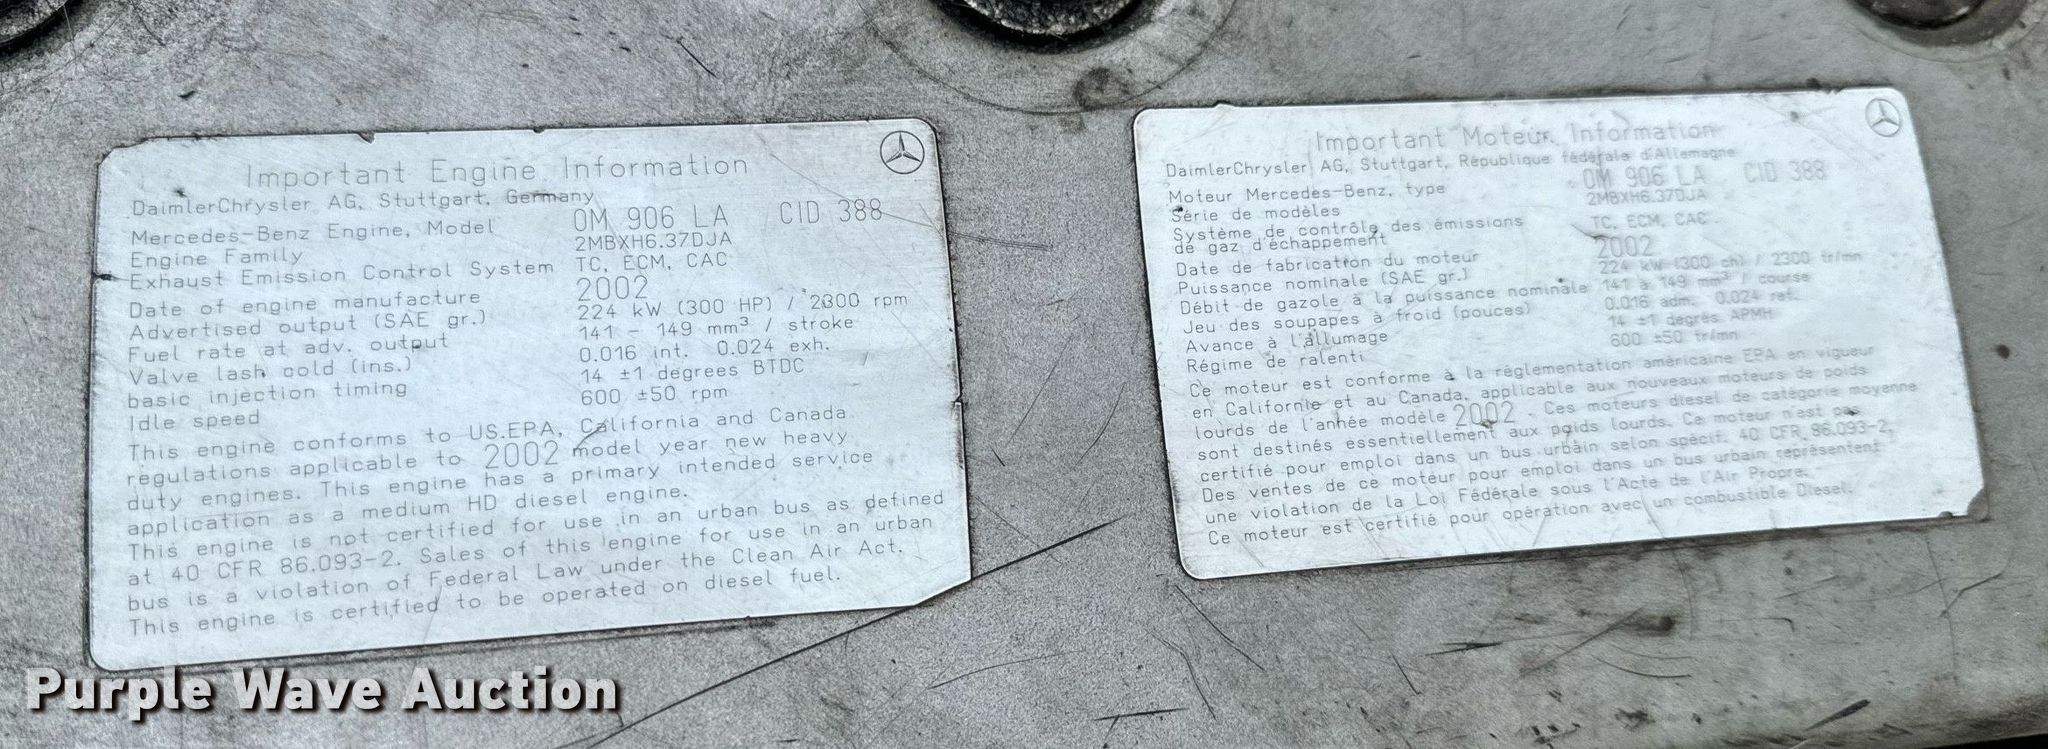 Important Engine Information
DaimlerChrysler AG, Stuttgart, Germany
Mercedes-Benz Engine, Model OM 906 LA CID 388
Engine Family 2MBXH6.37DJA
Exhaust Emission Control System TC, ECM, CAC
Date of engine manufacture 2002
Advertised output (SAE gr.) 224 kW (300 HP) / 2300 rpm
Fuel rate at adv. output 141 - 149 mm³ / stroke
Valve lash cold (ins.) 0.016 int. 0.024 exh.
basic injection timing 14 ±1 degrees BTDC
Idle speed 600 ±50 rpm
This engine conforms to US.EPA, California and Canada
regulations applicable to 2002 model year new heavy
duty engines. This engine has a primary intended service
application as a medium HD diesel engine.
This engine is not certified for use in an urban bus as defined
at 40 CFR 86.093-2. Sales of this engine for use in an urban
bus is a violation of Federal Law under the Clean Air Act.
This engine is certified to be operated on diesel fuel.
Important Moteur Information
DaimlerChrysler AG, Stuttgart, République fédérale d'Allemagne
Moteur Mercedes-Benz, type OM 906 LA CID 388
Série de modèles 2MBXH6.37DJA
Système de contrôle des émissions TC, ECM, CAC
de gaz d'échappement
Date de fabrication du moteur 2002
Puissance nominale (SAE gr.) 224 kW (300 ch) / 2300 tr/mn
Débit de gazole à la puissance nominale 141 à 149 mm³ / course
Jeu des soupapes à froid (pouces) 0.016 adm. 0.024 rat.
Avance à l'allumage 14 ±1 degrés APMH
Régime de ralenti 600 ±50 tr/mn
Ce moteur est conforme à la réglementation américaine EPA en vigueur
en Californie et au Canada, applicable aux nouveaux moteurs de poids
lourds de l'anhée modèle 2002 - Ces moteurs diesel de catégorie moyenne
sont destinés essentiellement aux poids lourds. Ce moteur n'est pas
certifié pour emploi dans un bus urbain selon spécif. 40 CFR 86.093-2.
Des ventes de ce moteur pour emploi dans un bus urbain représentent
une violation de la Loi Fédérale sous l'Acte de l'Air Propre.
Ce moteur est certifié pour opération avec un combustible Diesel.
Purple Wave Auction